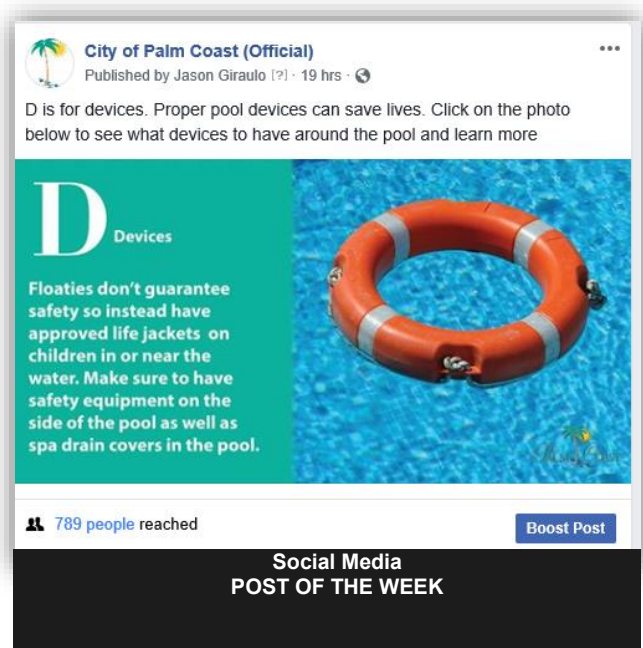 City of Palm Coast (Official)
Published by Jason Giraulo [?] · 19 hrs ·
D is for devices. Proper pool devices can save lives. Click on the photo
below to see what devices to have around the pool and learn more
D Devices
Floaties don't guarantee
safety so instead have
approved life jackets on
children in or near the
water. Make sure to have
safety equipment on the
side of the pool as well as
spa drain covers in the pool.
Palm Coast
789 people reached
Boost Post
Social Media
POST OF THE WEEK